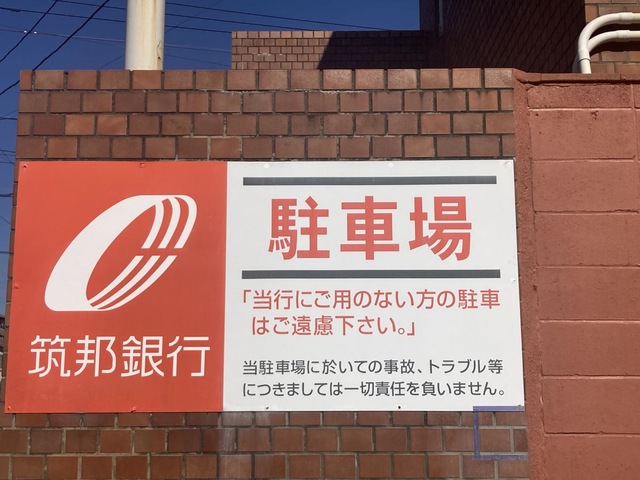 筑邦銀行
駐車場
「当行にご用のない方の駐車
はご遠慮下さい。」
当駐車場に於いての事故、トラブル等
につきましては一切責任を負いません。